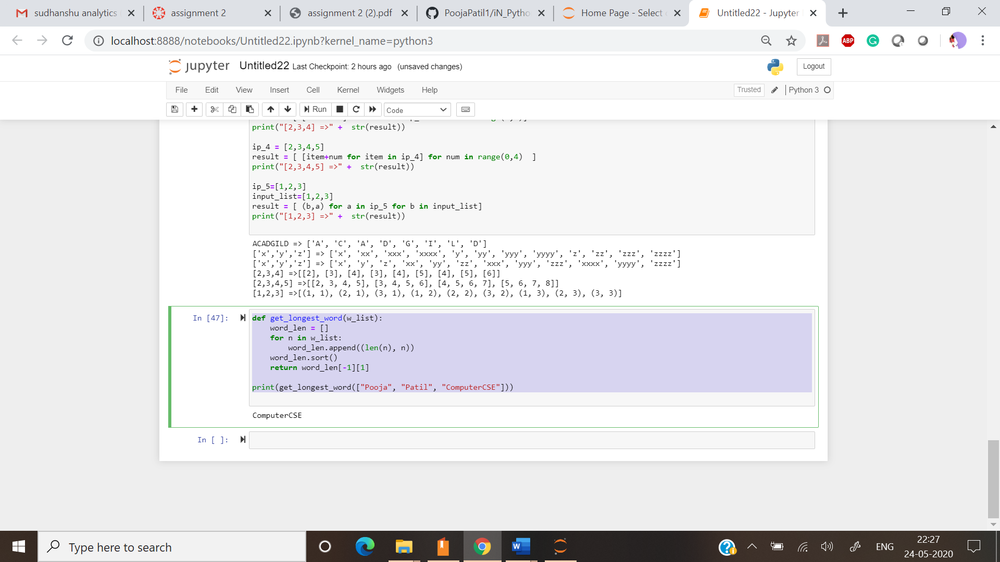 sudhanshu analytics
assignment 2
assignment 2 (2).pdf
PoojaPatil1/iN_Pytho
Home Page - Select
Untitled22 - Jupyter
localhost:8888/notebooks/Untitled22.ipynb?kernel_name=python3
ABP
jupyter Untitled22 Last Checkpoint: 2 hours ago (unsaved changes)
Logout
File Edit View Insert Cell Kernel Widgets Help
Trusted Python 3
Run Code
print("[2,3,4] =>" +  str(result))
ip_4 = [2,3,4,5]
result = [ [item+num for item in ip_4] for num in range(0,4)  ]
print("[2,3,4,5] =>" +  str(result))
ip_5=[1,2,3]
input_list=[1,2,3]
result = [ (b,a) for a in ip_5 for b in input_list]
print("[1,2,3] =>" +  str(result))
ACADGILD => ['A', 'C', 'A', 'D', 'G', 'I', 'L', 'D']
['x','y','z'] => ['x', 'xx', 'xxx', 'xxxx', 'y', 'yy', 'yyy', 'yyyy', 'z', 'zz', 'zzz', 'zzzz']
['x','y','z'] => ['x', 'y', 'z', 'xx', 'yy', 'zz', 'xxx', 'yyy', 'zzz', 'xxxx', 'yyyy', 'zzzz']
[2,3,4] =>[[2], [3], [4], [3], [4], [5], [4], [5], [6]]
[2,3,4,5] =>[[2, 3, 4, 5], [3, 4, 5, 6], [4, 5, 6, 7], [5, 6, 7, 8]]
[1,2,3] =>[(1, 1), (2, 1), (3, 1), (1, 2), (2, 2), (3, 2), (1, 3), (2, 3), (3, 3)]
In [47]:
def get_longest_word(w_list):
    word_len = []
    for n in w_list:
        word_len.append((len(n), n))
    word_len.sort()
    return word_len[-1][1]
print(get_longest_word(["Pooja", "Patil", "ComputerCSE"]))
ComputerCSE
In [ ]:
Type here to search
ENG
22:27
24-05-2020